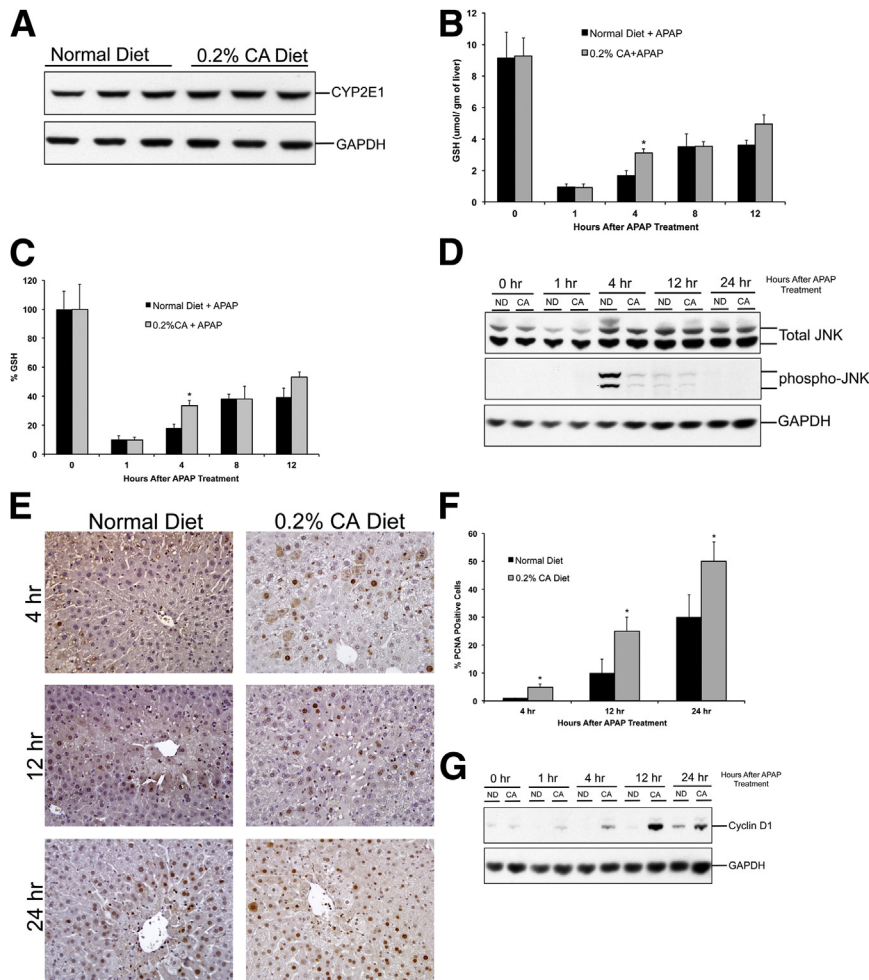 A
Normal Diet 0.2% CA Diet
CYP2E1
GAPDH
B
Normal Diet + APAP
0.2% CA+APAP
GSH (umol/ gm of liver)
12
10
8
6
4
2
0
*
0 1 4 8 12
Hours After APAP Treatment
C
Normal Diet + APAP
0.2%CA + APAP
% GSH
120
100
80
60
40
20
0
*
0 1 4 8 12
Hours After APAP Treatment
D
0 hr 1 hr 4 hr 12 hr 24 hr
Hours After APAP
Treatment
ND CA ND CA ND CA ND CA ND CA
Total JNK
phospho-JNK
GAPDH
E
Normal Diet 0.2% CA Diet
4 hr
12 hr
24 hr
F
Normal Diet
0.2% CA Diet
% PCNA POsitive Cells
60
50
40
30
20
10
0
* * *
4 hr 12 hr 24 hr
Hours After APAP Treatment
G
0 hr 1 hr 4 hr 12 hr 24 hr
Hours After APAP
Treatment
ND CA ND CA ND CA ND CA ND CA
Cyclin D1
GAPDH